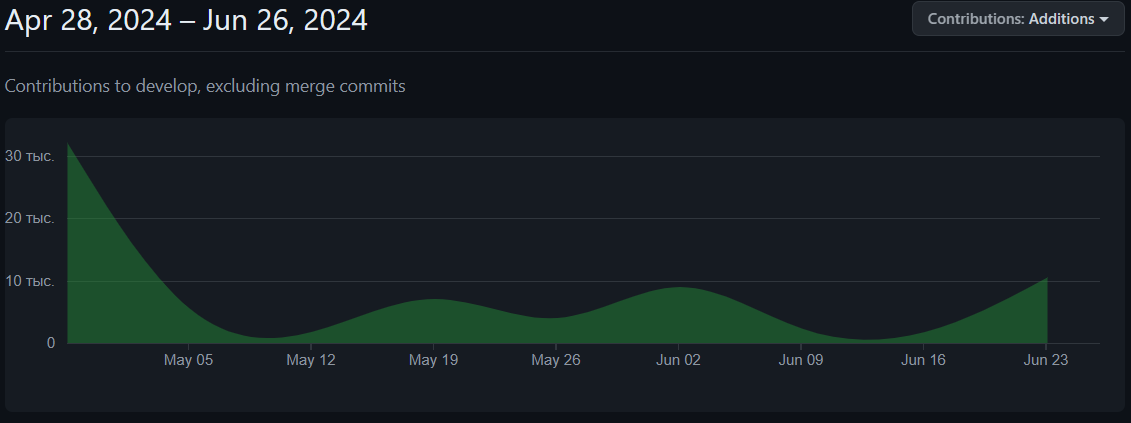 Apr 28, 2024 – Jun 26, 2024
Contributions: Additions
Contributions to develop, excluding merge commits
30 тыс.
20 тыс.
10 тыс.
0
May 05 May 12 May 19 May 26 Jun 02 Jun 09 Jun 16 Jun 23